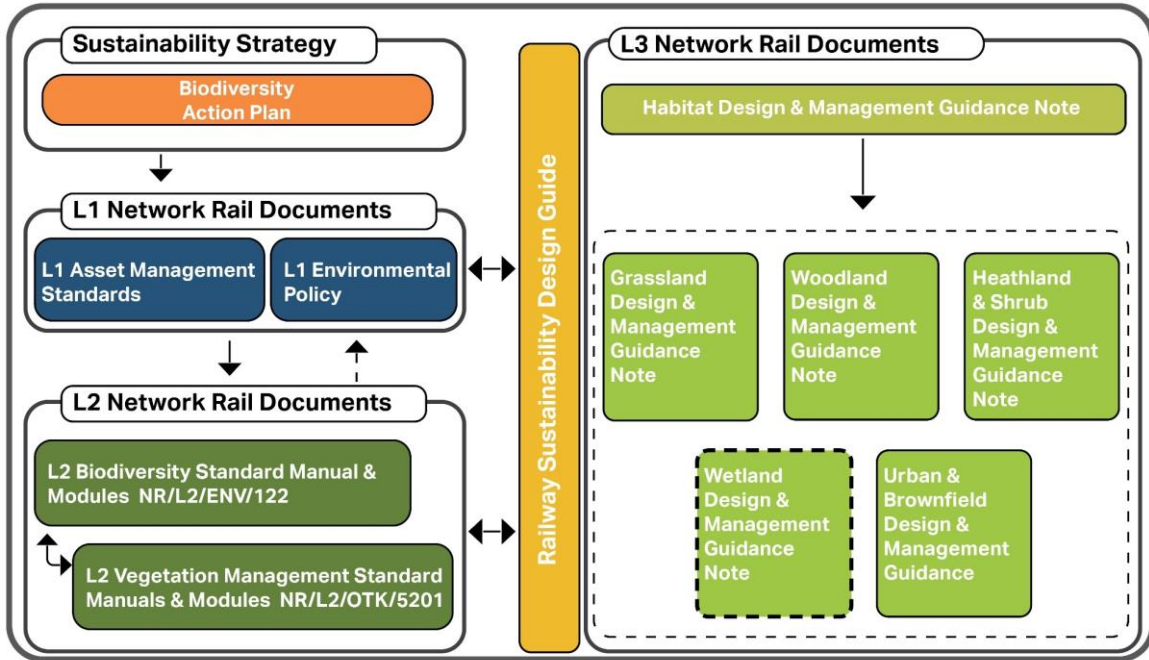 Sustainability Strategy
Biodiversity
Action Plan
L1 Network Rail Documents
L1 Asset Management
Standards
L1 Environmental
Policy
L2 Network Rail Documents
L2 Biodiversity Standard Manual &
Modules NR/L2/ENV/122
L2 Vegetation Management Standard
Manuals & Modules NR/L2/OTK/5201
Railway Sustainability Design Guide
L3 Network Rail Documents
Habitat Design & Management Guidance Note
Grassland
Design &
Management
Guidance
Note
Woodland
Design &
Management
Guidance
Note
Heathland
& Shrub
Design &
Management
Guidance
Note
Wetland
Design &
Management
Guidance
Note
Urban &
Brownfield
Design &
Management
Guidance